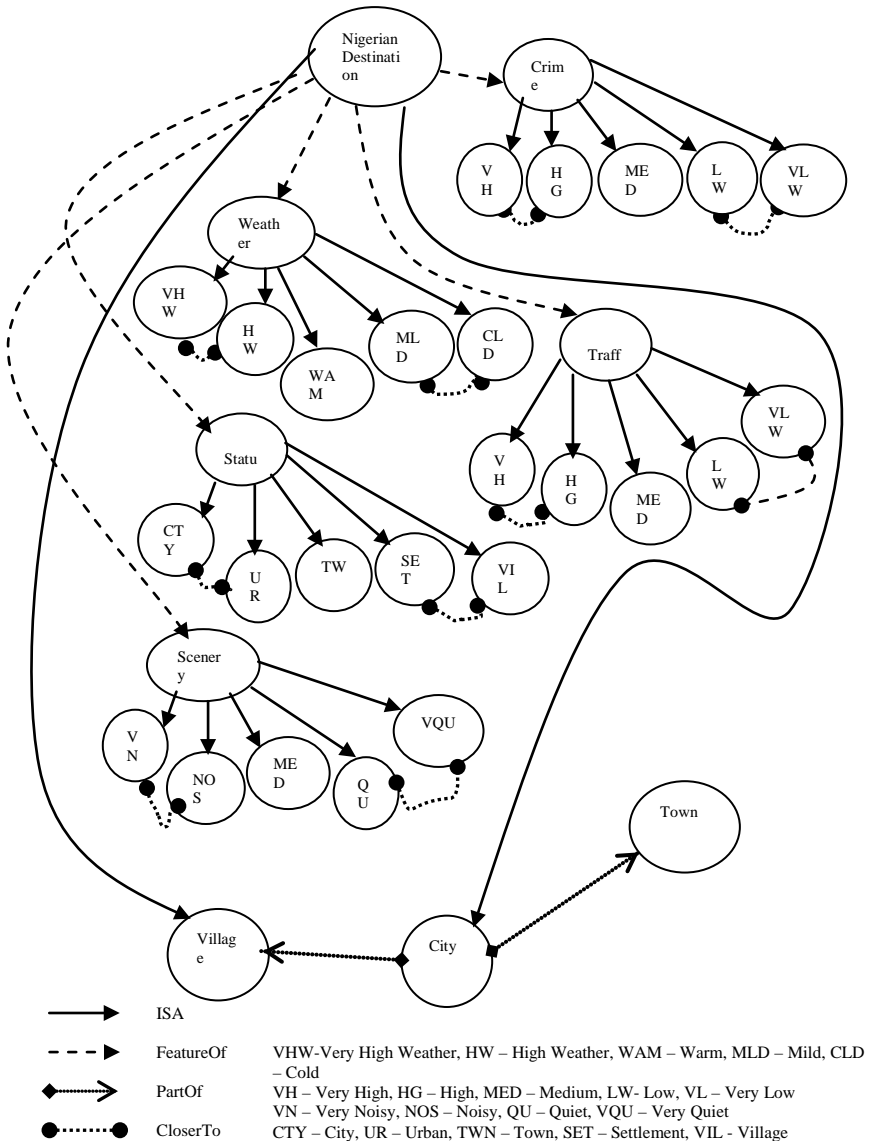 Nigerian
Destinati
on
Crim
e
V
H
H
G
ME
D
L
W
VL
W
Weath
er
VH
W
H
W
WA
M
ML
D
CL
D
Traff
V
H
H
G
ME
D
L
W
VL
W
Statu
CT
Y
U
R
TW
SE
T
VI
L
Scener
y
V
N
NO
S
ME
D
Q
U
VQU
Town
Villag
e
City
ISA
FeatureOf VHW-Very High Weather, HW – High Weather, WAM – Warm, MLD – Mild, CLD
– Cold
PartOf VH – Very High, HG – High, MED – Medium, LW- Low, VL – Very Low
VN – Very Noisy, NOS – Noisy, QU – Quiet, VQU – Very Quiet
CloserTo CTY – City, UR – Urban, TWN – Town, SET – Settlement, VIL - Village